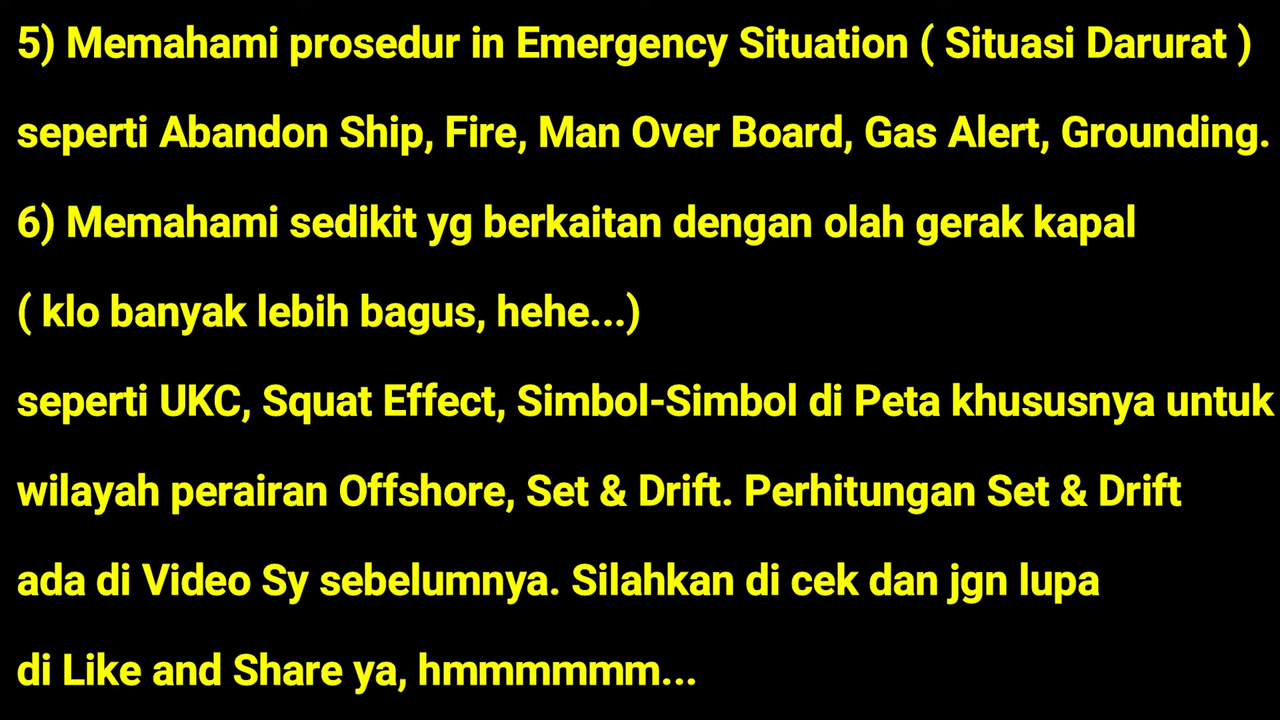 5) Memahami prosedur in Emergency Situation ( Situasi Darurat )
seperti Abandon Ship, Fire, Man Over Board, Gas Alert, Grounding.
6) Memahami sedikit yg berkaitan dengan olah gerak kapal
( klo banyak lebih bagus, hehe...)
seperti UKC, Squat Effect, Simbol-Simbol di Peta khususnya untuk
wilayah perairan Offshore, Set & Drift. Perhitungan Set & Drift
ada di Video Sy sebelumnya. Silahkan di cek dan jgn lupa
di Like and Share ya, hmmmmmm...